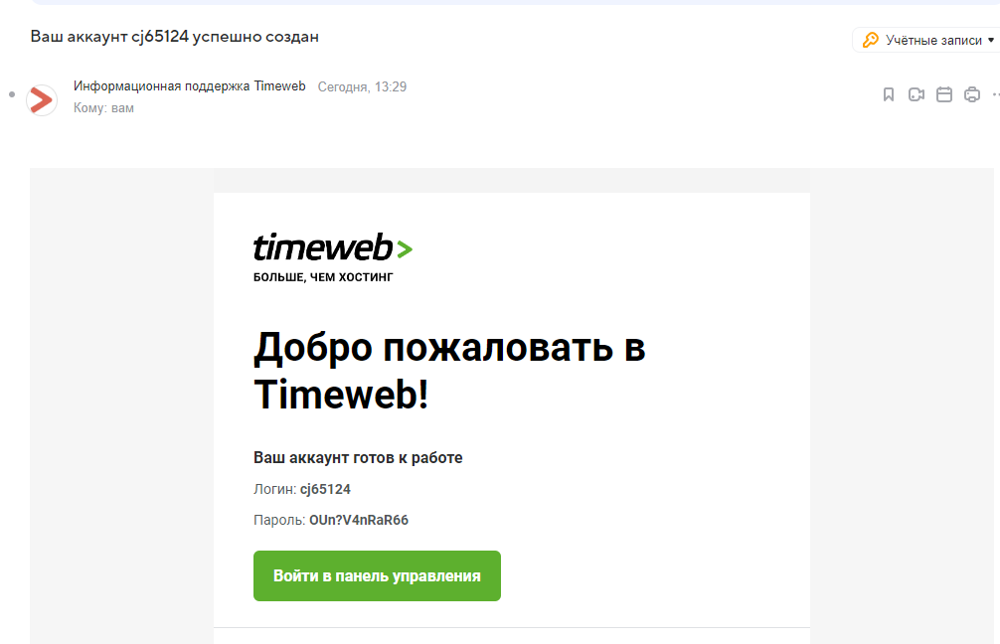 Ваш аккаунт cj65124 успешно создан
Учётные записи
Информационная поддержка Timeweb Сегодня, 13:29
Кому: вам
timeweb>
БОЛЬШЕ, ЧЕМ ХОСТИНГ
Добро пожаловать в
Timeweb!
Ваш аккаунт готов к работе
Логин: cj65124
Пароль: OUn?V4nRaR66
Войти в панель управления